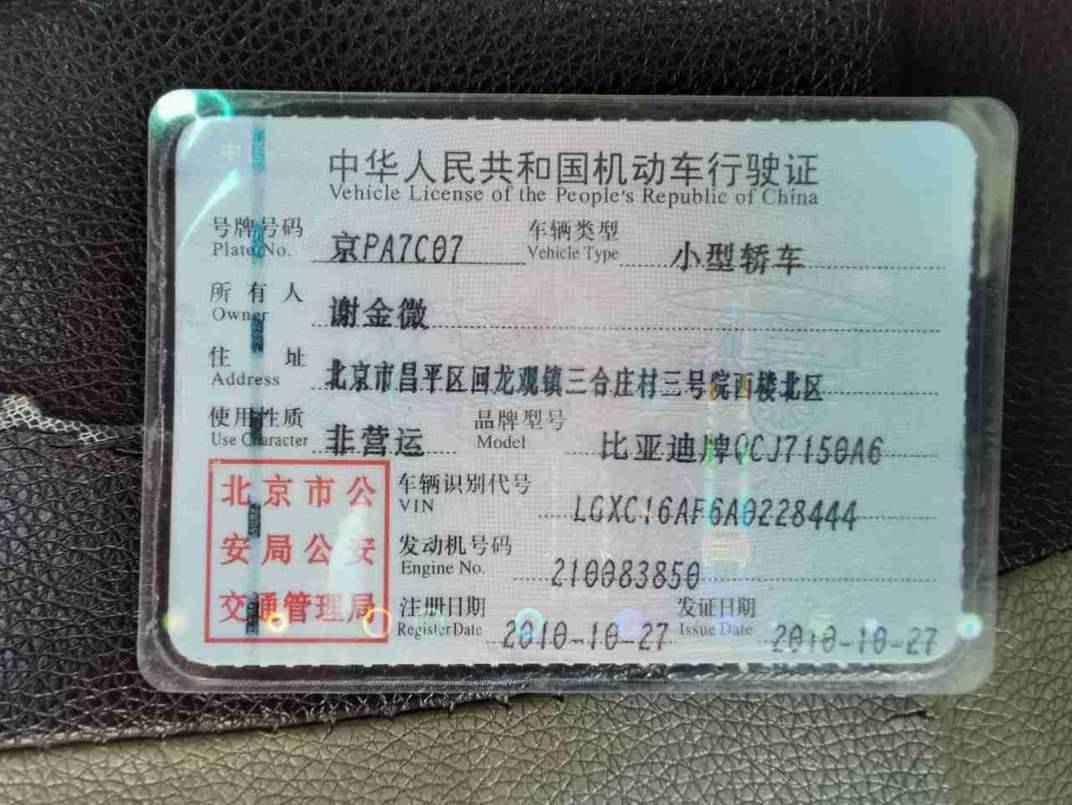 中华人民共和国机动车行驶证
Vehicle License of the People's Republic of China
号牌号码 京PA7C07 车辆类型 小型轿车
Plate No. Vehicle Type
所有人 谢金微
Owner
住址 北京市昌平区回龙观镇三合庄村三号院西楼北区
Address
使用性质 非营运 品牌型号 比亚迪牌QCJ7150A6
Use Character Model
北京市公 车辆识别代号 LGXC16AF6A0228444
VIN
安局公安 发动机号码 210083850
Engine No.
交通管理局 注册日期 2010-10-27 发证日期 2010-10-27
Register Date Issue Date